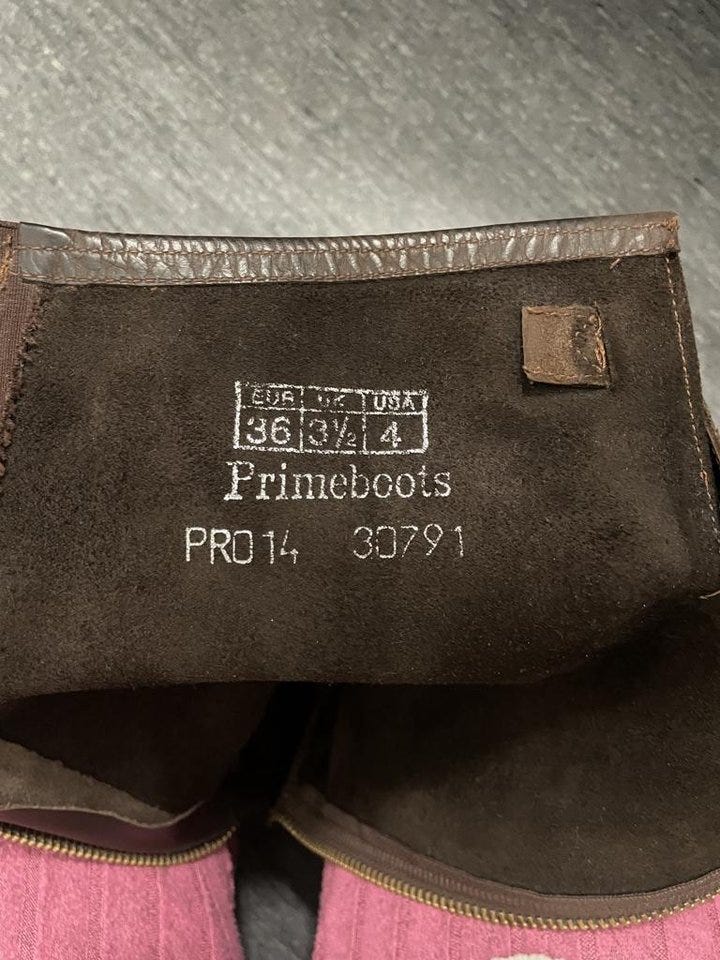 EUR UK USA
36 3½ 4
Primeboots
PRO14 30791